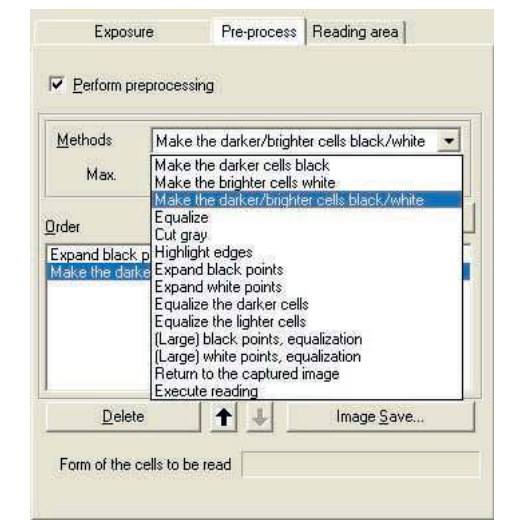 Exposure Pre-process Reading area
Perform preprocessing
Methods Make the darker/brighter cells black/white
Max.
Make the darker cells black
Make the brighter cells white
Make the darker/brighter cells black/white
Equalize
Cut gray
Highlight edges
Expand black points
Expand white points
Equalize the darker cells
Equalize the lighter cells
(Large) black points, equalization
(Large) white points, equalization
Return to the captured image
Execute reading
Order
Expand black p
Make the darke
Delete Image Save...
Form of the cells to be read